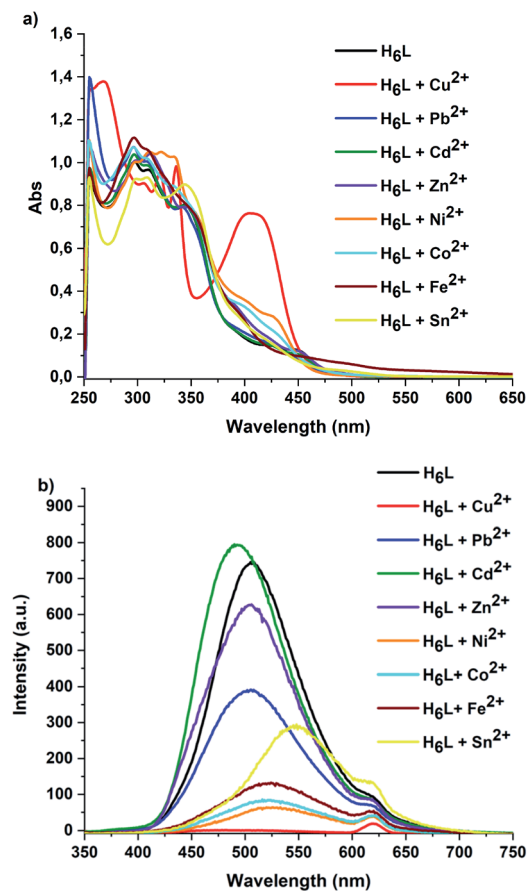 a)
H6L
H6L + Cu2+
H6L + Pb2+
H6L + Cd2+
H6L + Zn2+
H6L + Ni2+
H6L + Co2+
H6L + Fe2+
H6L + Sn2+
1,6
1,4
1,2
1,0
0,8
0,6
0,4
0,2
0,0
Abs
250 300 350 400 450 500 550 600 650
Wavelength (nm)
b)
H6L
H6L + Cu2+
H6L + Pb2+
H6L + Cd2+
H6L + Zn2+
H6L + Ni2+
H6L+ Co2+
H6L+ Fe2+
H6L + Sn2+
900
800
700
600
500
400
300
200
100
0
Intensity (a.u.)
350 400 450 500 550 600 650 700 750
Wavelength (nm)